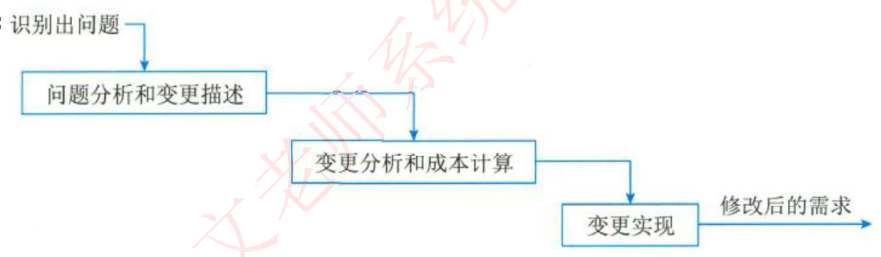 识别出问题
问题分析和变更描述
变更分析和成本计算
变更实现
修改后的需求
文老师系统